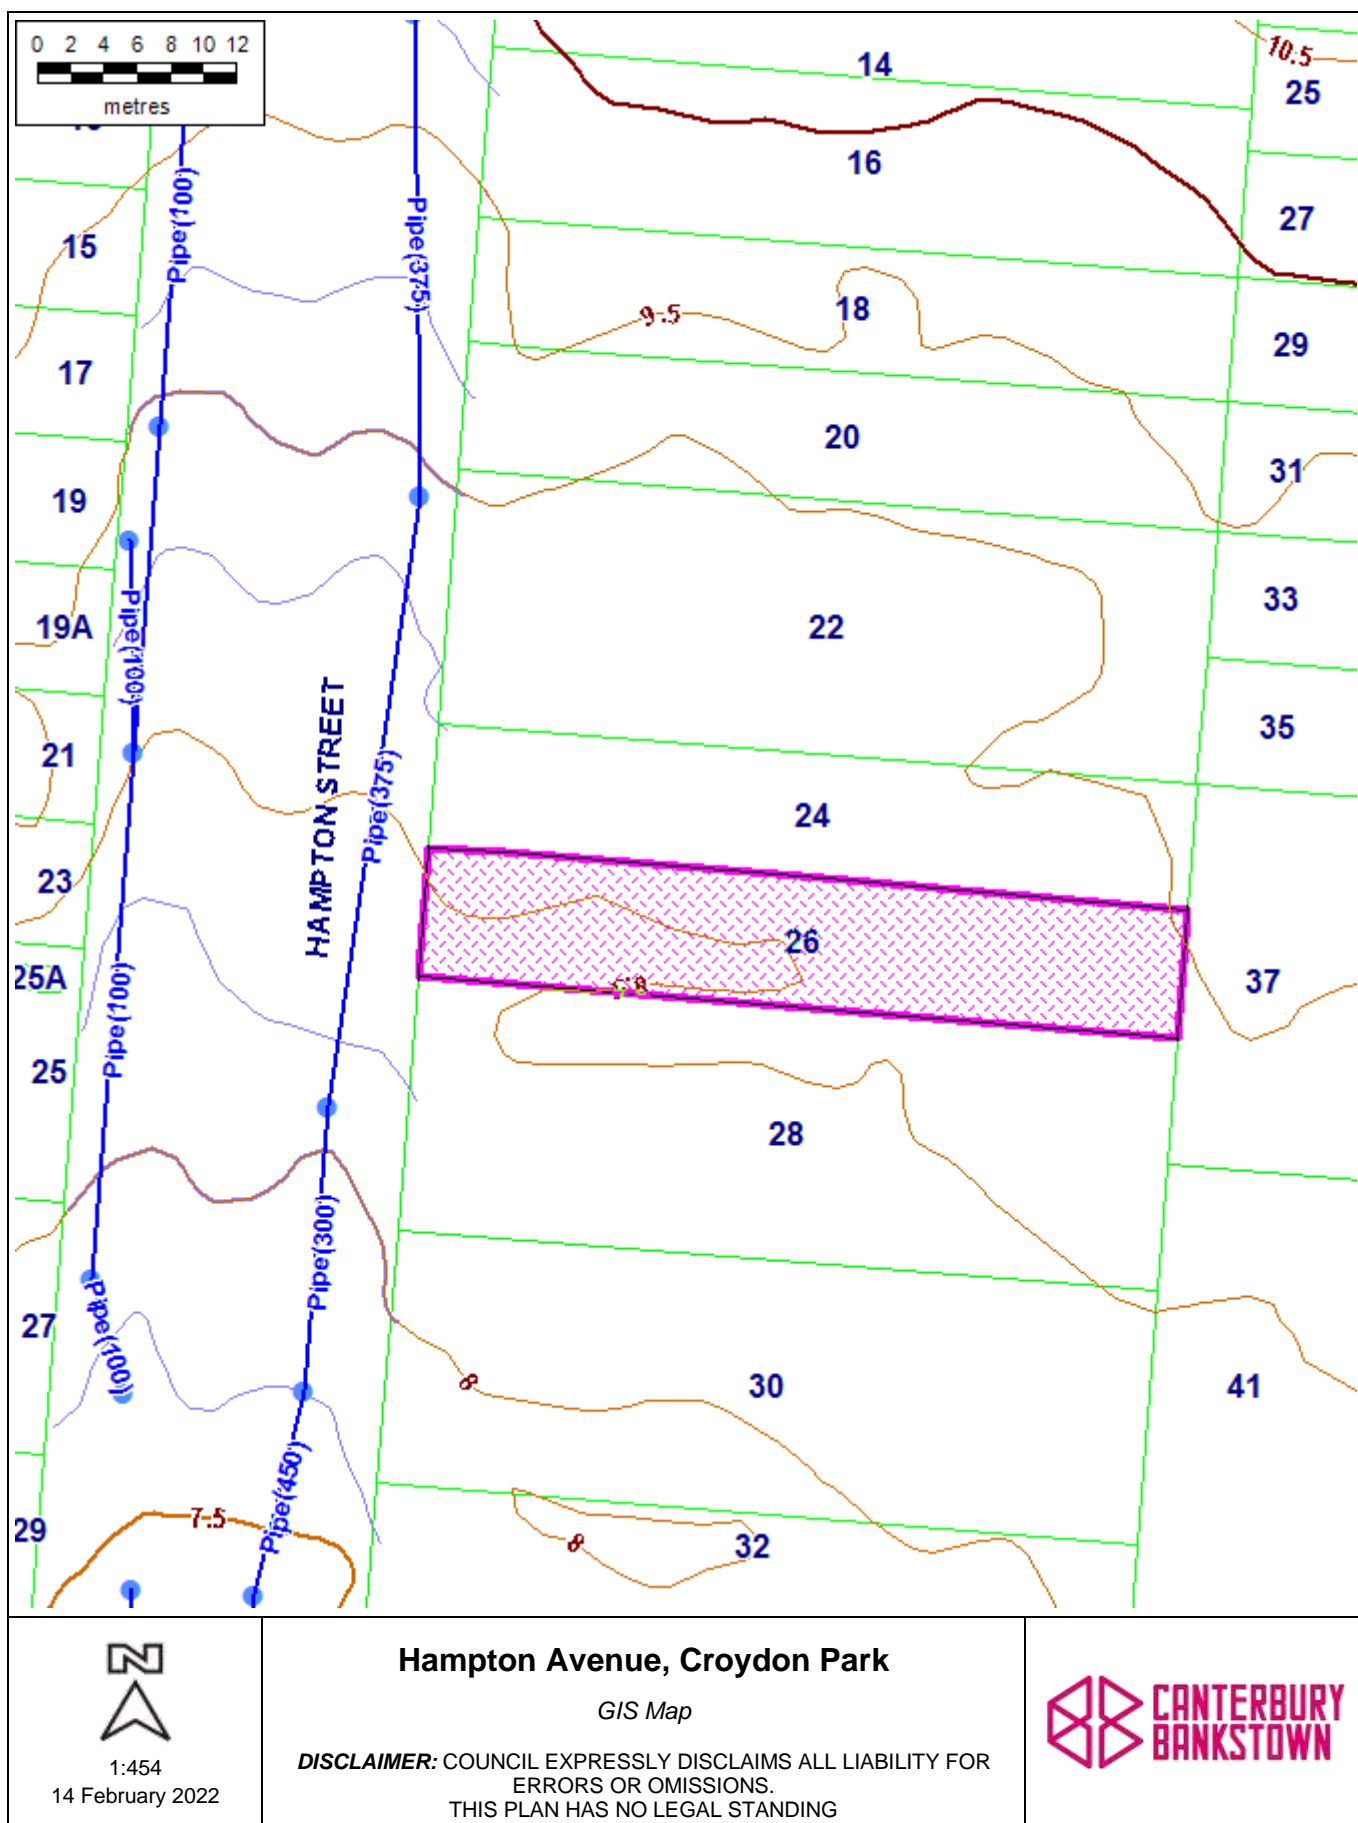 0 2 4 6 8 10 12
metres
14
10.5
25
16
Pipe(100)
Pipe(375)
27
15
18
9.5
29
17
20
31
19
33
22
19A
Pipe(100)
HAMPTON STREET
35
21
Pipe(375)
24
23
26
25A
8.5
37
Pipe(100)
25
28
Pipe(300)
27
Pipe(100)
8
30
41
Pipe(450)
7.5
29
8
32
N
1:454
14 February 2022
Hampton Avenue, Croydon Park
GIS Map
DISCLAIMER: COUNCIL EXPRESSLY DISCLAIMS ALL LIABILITY FOR
ERRORS OR OMISSIONS.
THIS PLAN HAS NO LEGAL STANDING
CANTERBURY
BANKSTOWN